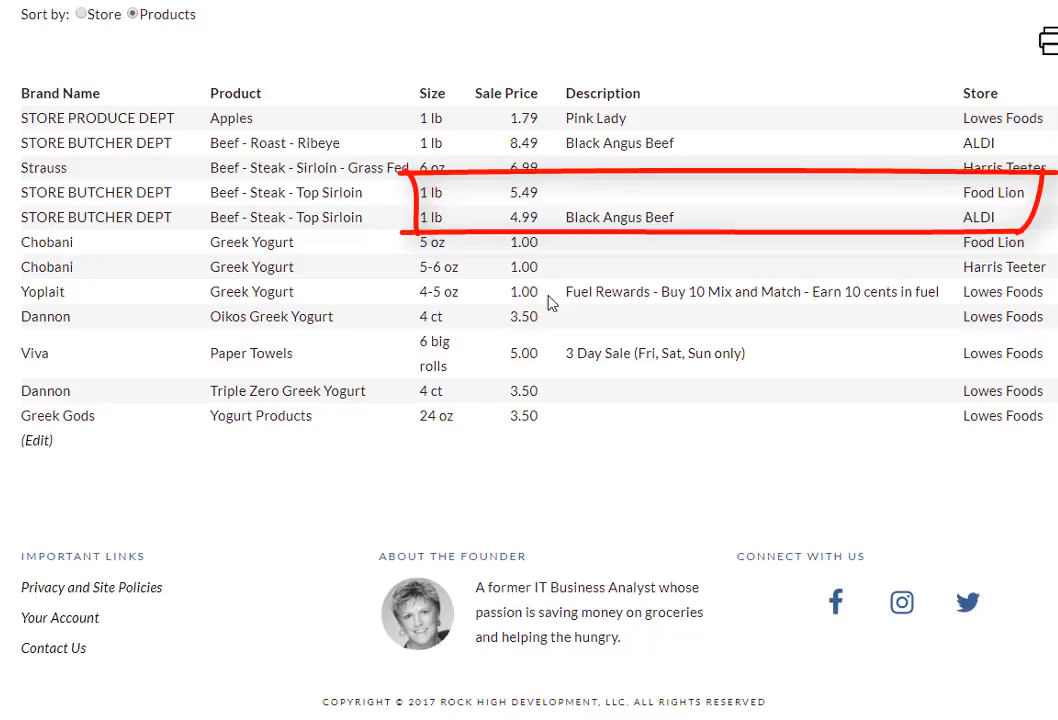 Sort by: Store Products
Brand Name Product Size Sale Price Description Store
STORE PRODUCE DEPT Apples 1 lb 1.79 Pink Lady Lowes Foods
STORE BUTCHER DEPT Beef - Roast - Ribeye 1 lb 8.49 Black Angus Beef ALDI
Strauss Beef - Steak - Sirloin - Grass Fed 6 oz 6.99 Harris Teeter
STORE BUTCHER DEPT Beef - Steak - Top Sirloin 1 lb 5.49 Food Lion
STORE BUTCHER DEPT Beef - Steak - Top Sirloin 1 lb 4.99 Black Angus Beef ALDI
Chobani Greek Yogurt 5 oz 1.00 Food Lion
Chobani Greek Yogurt 5-6 oz 1.00 Harris Teeter
Yoplait Greek Yogurt 4-5 oz 1.00 Fuel Rewards - Buy 10 Mix and Match - Earn 10 cents in fuel Lowes Foods
Dannon Oikos Greek Yogurt 4 ct 3.50 Lowes Foods
Viva Paper Towels 6 big rolls 5.00 3 Day Sale (Fri, Sat, Sun only) Lowes Foods
Dannon Triple Zero Greek Yogurt 4 ct 3.50 Lowes Foods
Greek Gods Yogurt Products 24 oz 3.50 Lowes Foods
(Edit)
IMPORTANT LINKS
Privacy and Site Policies
Your Account
Contact Us
ABOUT THE FOUNDER
A former IT Business Analyst whose
passion is saving money on groceries
and helping the hungry.
CONNECT WITH US
COPYRIGHT © 2017 ROCK HIGH DEVELOPMENT, LLC. ALL RIGHTS RESERVED